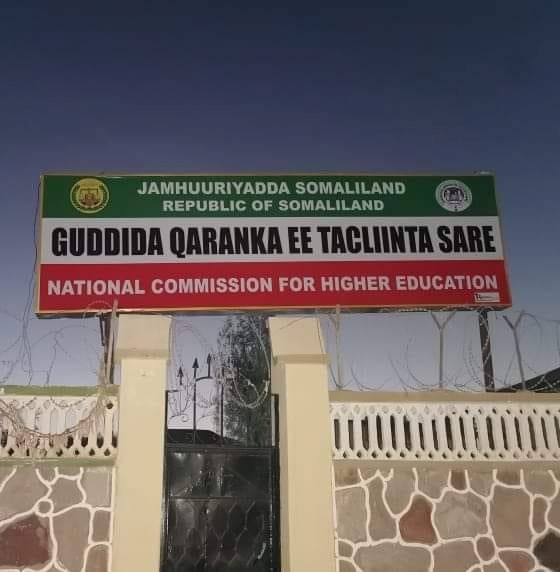 JAMHUURIYADDA SOMALILAND
REPUBLIC OF SOMALILAND
GUDDIDA QARANKA EE TACLIINTA SARE
NATIONAL COMMISSION FOR HIGHER EDUCATION